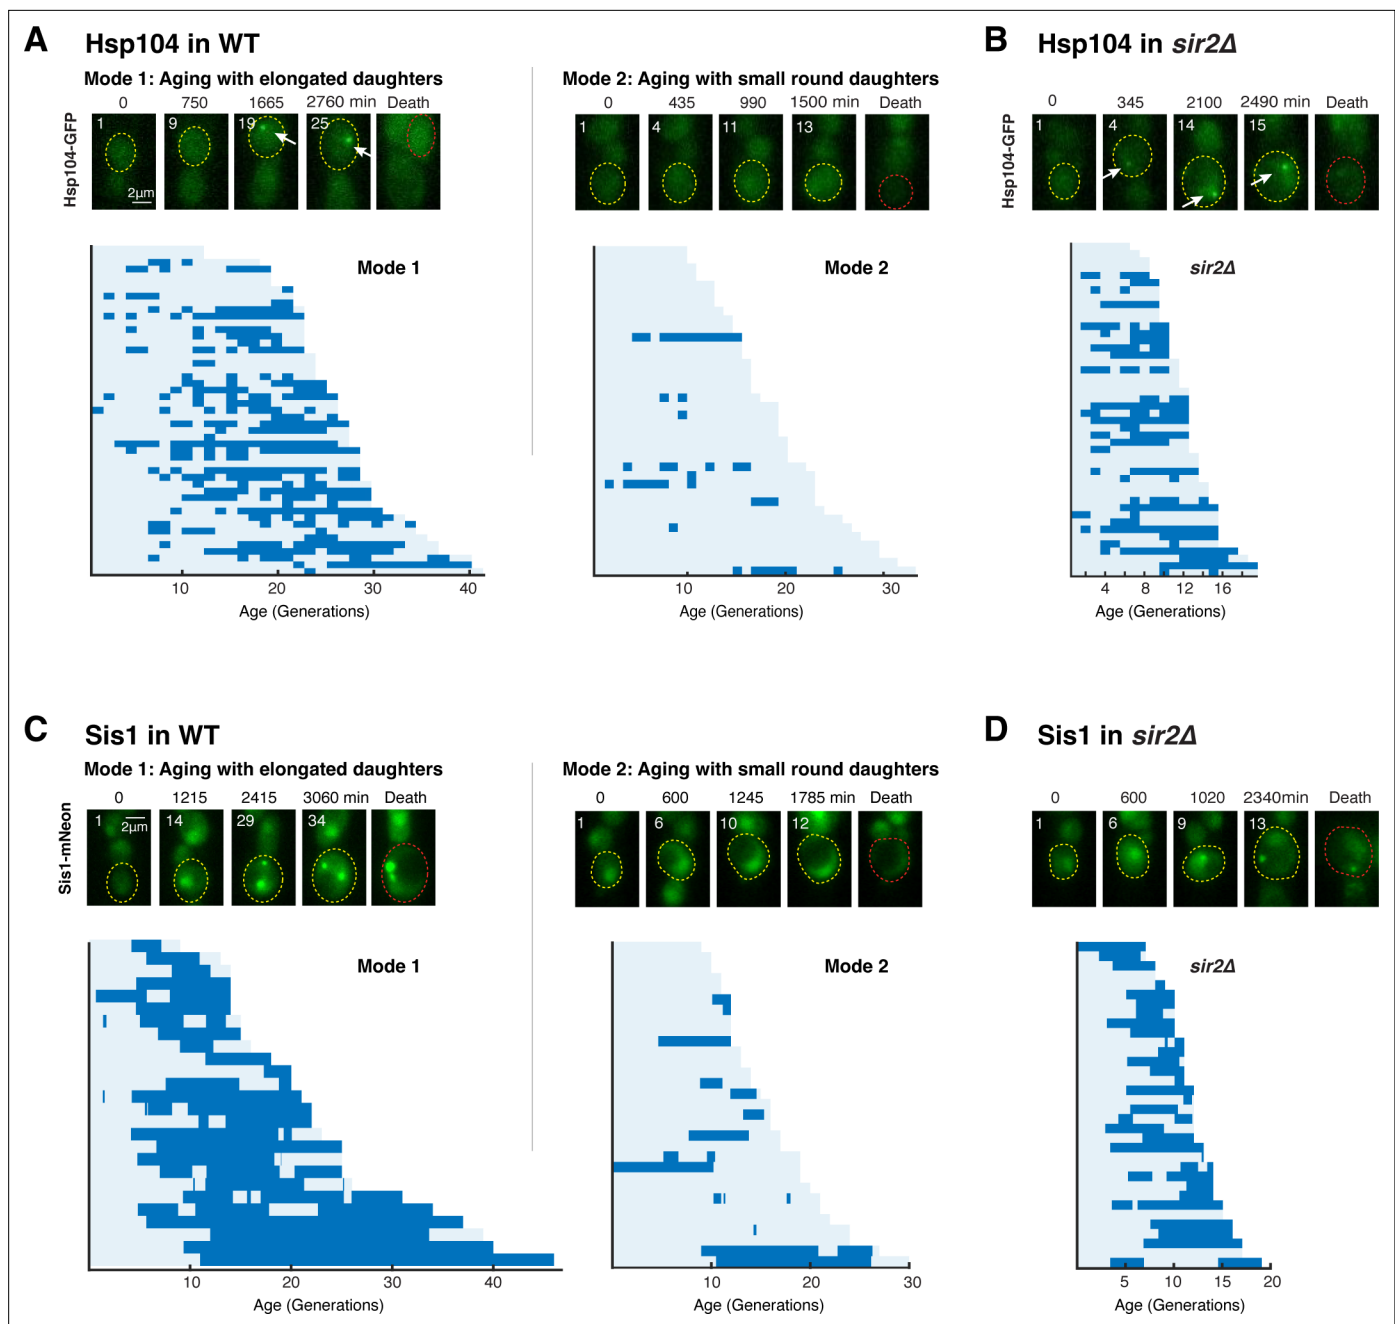 A Hsp104 in WT
Mode 1: Aging with elongated daughters
0 750 1665 2760 min Death
Hsp104-GFP
1 9 19 25
2µm
Mode 2: Aging with small round daughters
0 435 990 1500 min Death
1 4 11 13
B Hsp104 in sir2Δ
0 345 2100 2490 min Death
Hsp104-GFP
1 4 14 15
Mode 1
10 20 30 40
Age (Generations)
Mode 2
10 20 30
Age (Generations)
sir2Δ
4 8 12 16
Age (Generations)
C Sis1 in WT
Mode 1: Aging with elongated daughters
0 1215 2415 3060 min Death
Sis1-mNeon
1 14 29 34
2µm
Mode 2: Aging with small round daughters
0 600 1245 1785 min Death
1 6 10 12
D Sis1 in sir2Δ
0 600 1020 2340min Death
1 6 9 13
Mode 1
10 20 30 40
Age (Generations)
Mode 2
10 20 30
Age (Generations)
sir2Δ
5 10 15 20
Age (Generations)